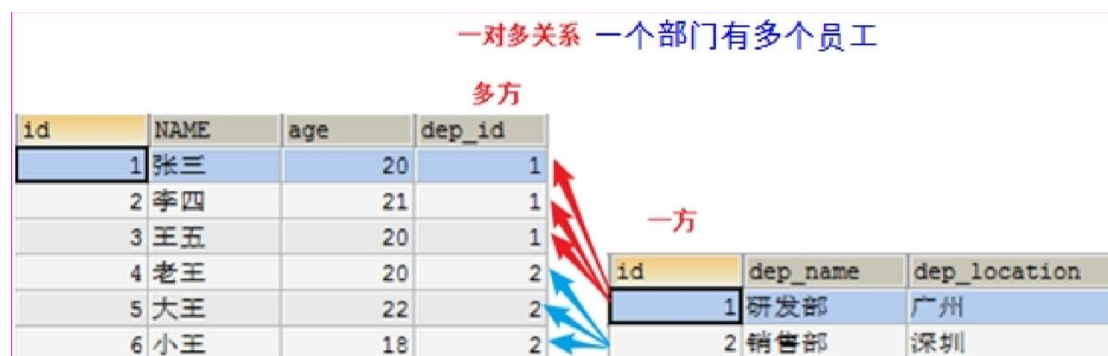 一对多关系 一个部门有多个员工
多方
id NAME age dep_id
1 张三 20 1
2 李四 21 1
3 王五 20 1
一方
4 老王 20 2
id dep_name dep_location
5 大王 22 2
1 研发部 广州
6 小王 18 2
2 销售部 深圳